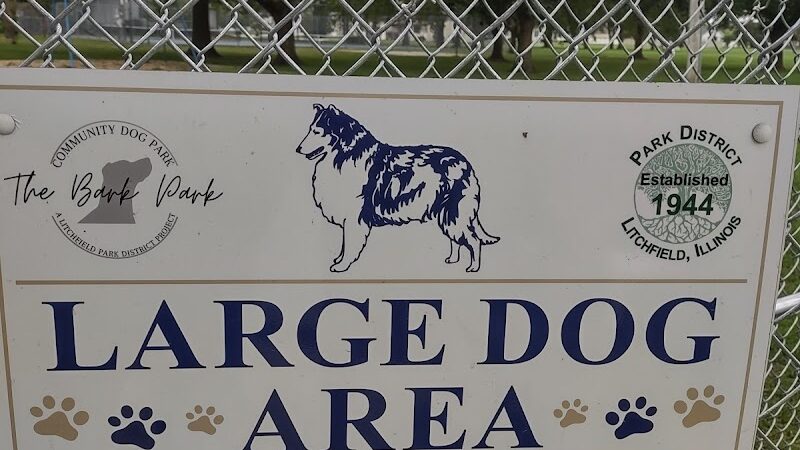 COMMUNITY DOG PARK
The Bark Park
A LITCHFIELD PARK DISTRICT PROJECT
PARK DISTRICT
Established
1944
LITCHFIELD, ILLINOIS
LARGE DOG
AREA